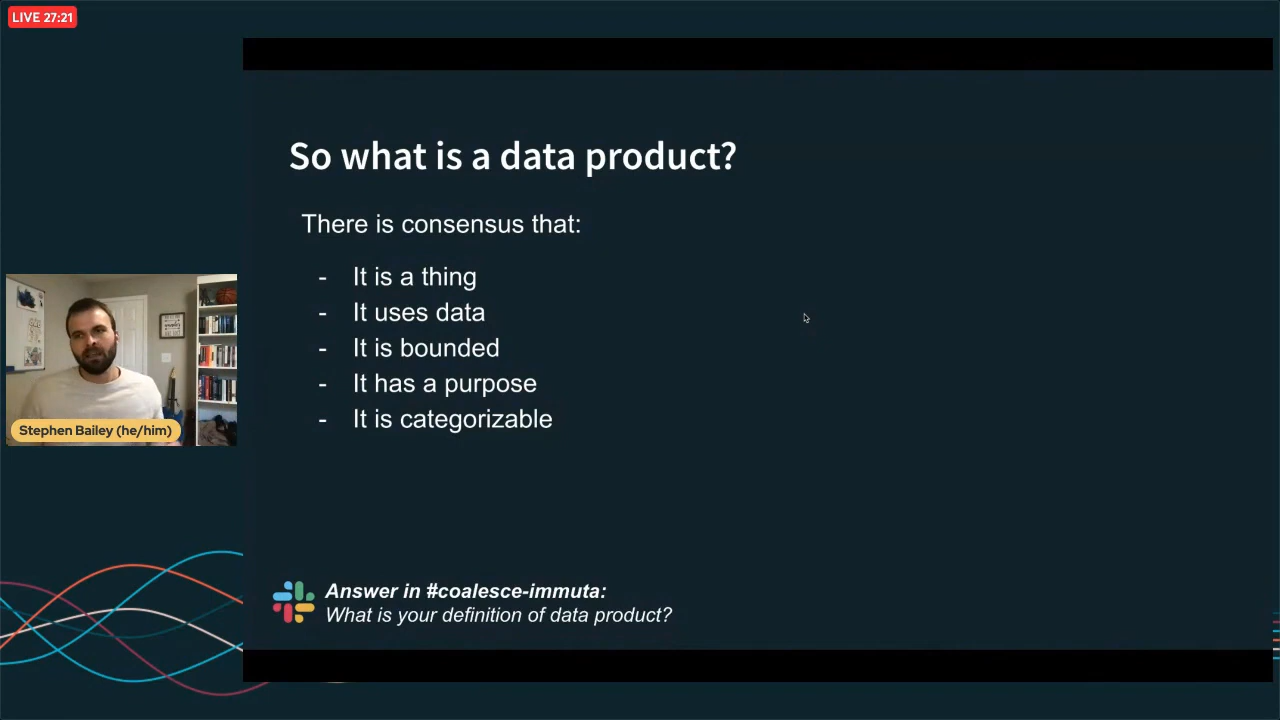 LIVE 27:21
So what is a data product?
There is consensus that:
- It is a thing
- It uses data
- It is bounded
- It has a purpose
- It is categorizable
Stephen Bailey (he/him)
Answer in #coalesce-immuta:
What is your definition of data product?